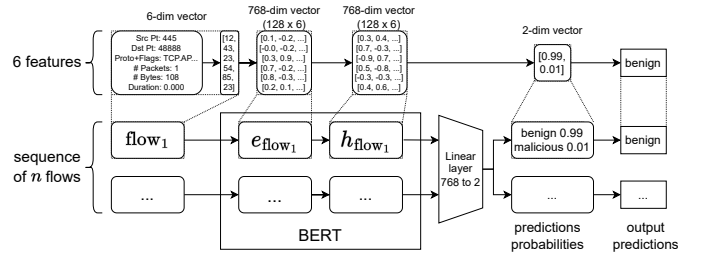 6-dim vector
768-dim vector
(128 x 6)
768-dim vector
(128 x 6)
2-dim vector
6 features
Src Pt: 445
Dst Pt: 48888
Proto+Flags: TCP.AP...
# Packets: 1
# Bytes: 108
Duration: 0.000
[12,
43,
23,
54,
85,
23]
[0.1, -0.2, ...]
[-0.0, -0.2, ...]
[0.3, 0.9, ...]
[0.7, -0.2, ...]
[0.8, -0.3, ...]
[0.2, 0.1, ...]
[0.3, 0.4, ...]
[0.7, -0.3, ...]
[-0.9, 0.7, ...]
[0.5, -0.8, ...]
[-0.3, -0.3, ...]
[0.4, 0.6, ...]
[0.99,
0.01]
benign
sequence
of n flows
flow1
eflow1
hflow1
Linear
layer
768 to 2
benign 0.99
malicious 0.01
benign
...
...
...
...
...
BERT
predictions
probabilities
output
predictions